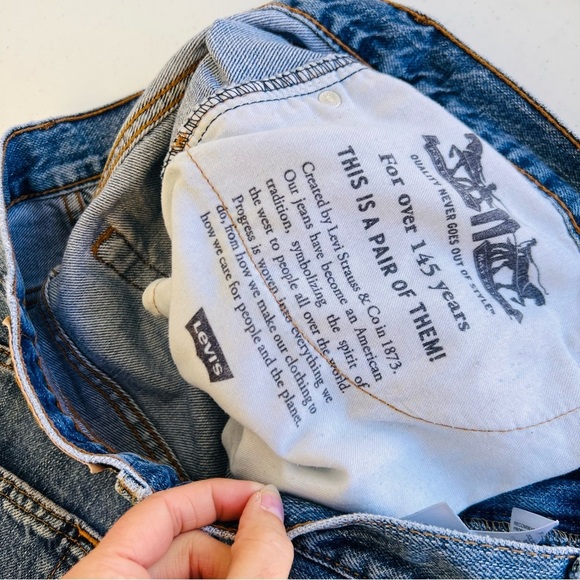 QUALITY NEVER GOES OUT OF STYLE™
For over 145 years
THIS IS A PAIR OF THEM!
Created by Levi Strauss & Co in 1873.
Our jeans have become an American
tradition, symbolizing the spirit of
the west to people all over the world.
Progress is woven into everything we
do, from how we make our clothing to
how we care for people and the planet.
Levi's